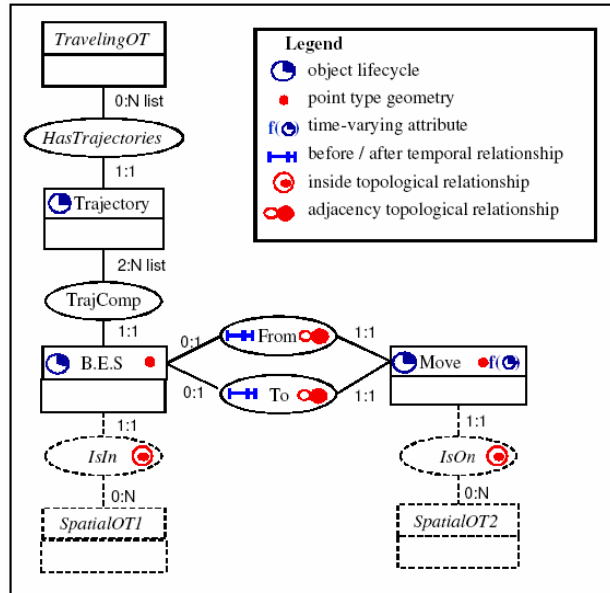 TravelingOT
0:N list
HasTrajectories
1:1
Trajectory
2:N list
TrajComp
1:1
B.E.S
0:1
From
1:1
0:1
To
1:1
Move
f( )
1:1
IsIn
0:N
SpatialOT1
1:1
IsOn
0:N
SpatialOT2
Legend
object lifecycle
point type geometry
f( ) time-varying attribute
before / after temporal relationship
inside topological relationship
adjacency topological relationship